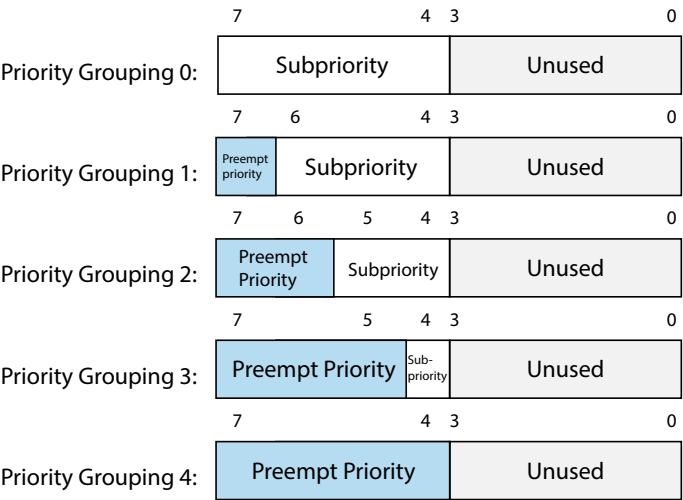 7 4 3 0
Priority Grouping 0: Subpriority Unused
7 6 4 3 0
Priority Grouping 1: Preempt priority Subpriority Unused
7 6 5 4 3 0
Priority Grouping 2: Preempt Priority Subpriority Unused
7 5 4 3 0
Priority Grouping 3: Preempt Priority Sub-priority Unused
7 4 3 0
Priority Grouping 4: Preempt Priority Unused